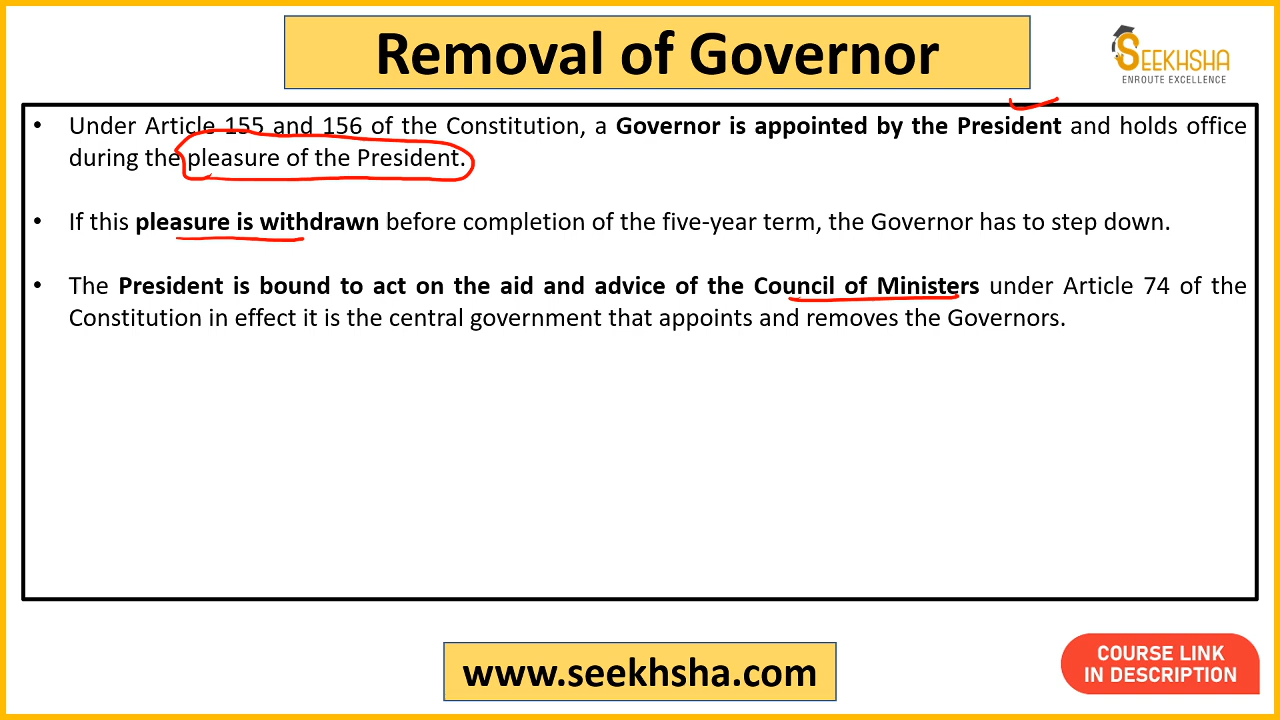 Removal of Governor
SEEKHSHA
ENROUTE EXCELLENCE
• Under Article 155 and 156 of the Constitution, a Governor is appointed by the President and holds office
during the pleasure of the President.
• If this pleasure is withdrawn before completion of the five-year term, the Governor has to step down.
• The President is bound to act on the aid and advice of the Council of Ministers under Article 74 of the
Constitution in effect it is the central government that appoints and removes the Governors.
www.seekhsha.com
COURSE LINK
IN DESCRIPTION